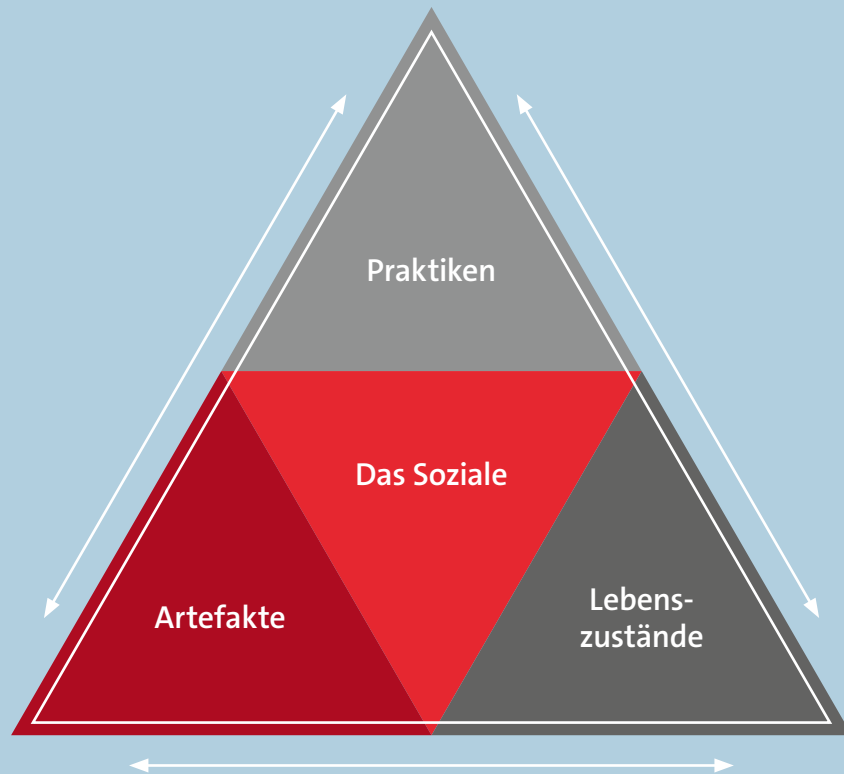 Praktiken
Das Soziale
Artefakte
Lebens-
zustände